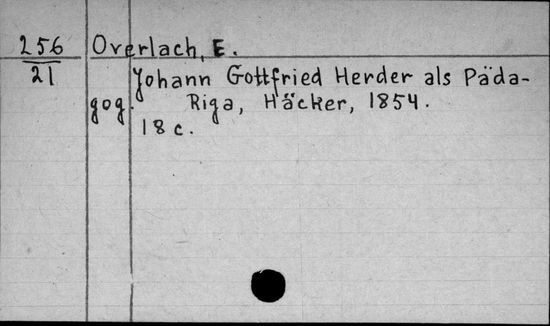 256 Overlach, E.
21 Johann Gottfried Herder als Päda-
gog. Riga, Häcker, 1854.
18 c.